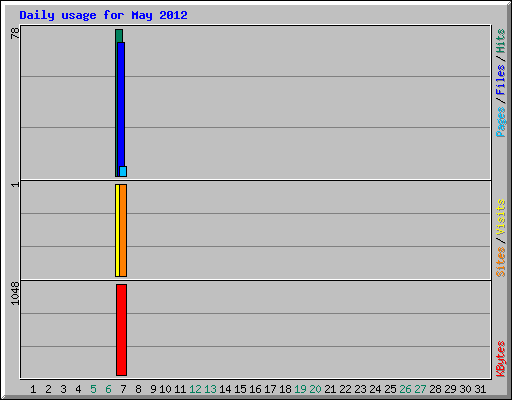 Daily usage for May 2012
78
Pages / Files / Hits
1
Sites / Visits
1048
KBytes
1 2 3 4 5 6 7 8 9 10 11 12 13 14 15 16 17 18 19 20 21 22 23 24 25 26 27 28 29 30 31